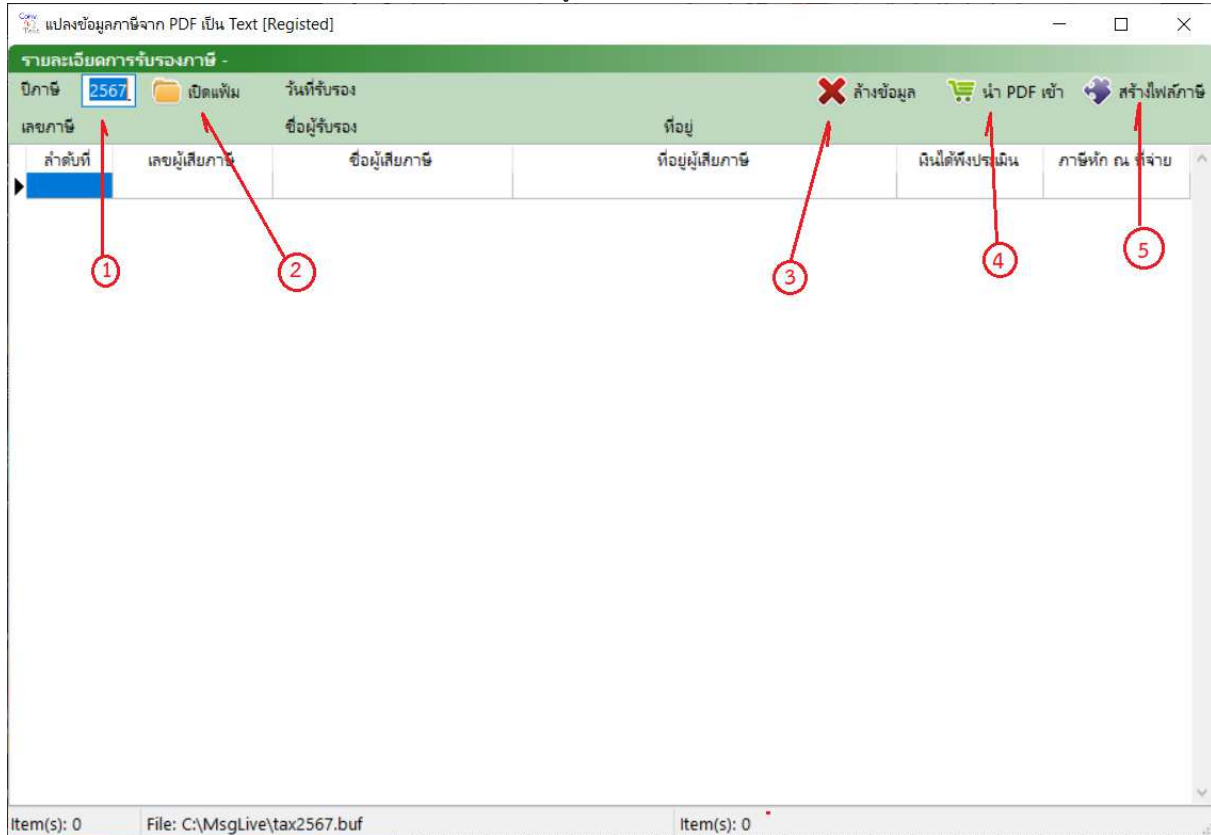 แปลงข้อมูลภาษีจาก PDF เป็น Text [Registed]
รายละเอียดการรับรองภาษี -
ปีภาษี 2567 เปิดแฟ้ม วันที่รับรอง ล้างข้อมูล นำ PDF เข้า สร้างไฟล์ภาษี
เลขภาษี ชื่อผู้รับรอง ที่อยู่
ลำดับที่ เลขผู้เสียภาษี ชื่อผู้เสียภาษี ที่อยู่ผู้เสียภาษี เงินได้พึงประเมิน ภาษีหัก ณ ที่จ่าย
1 2 3 4 5
Item(s): 0 File: C:\MsgLive\tax2567.buf Item(s): 0